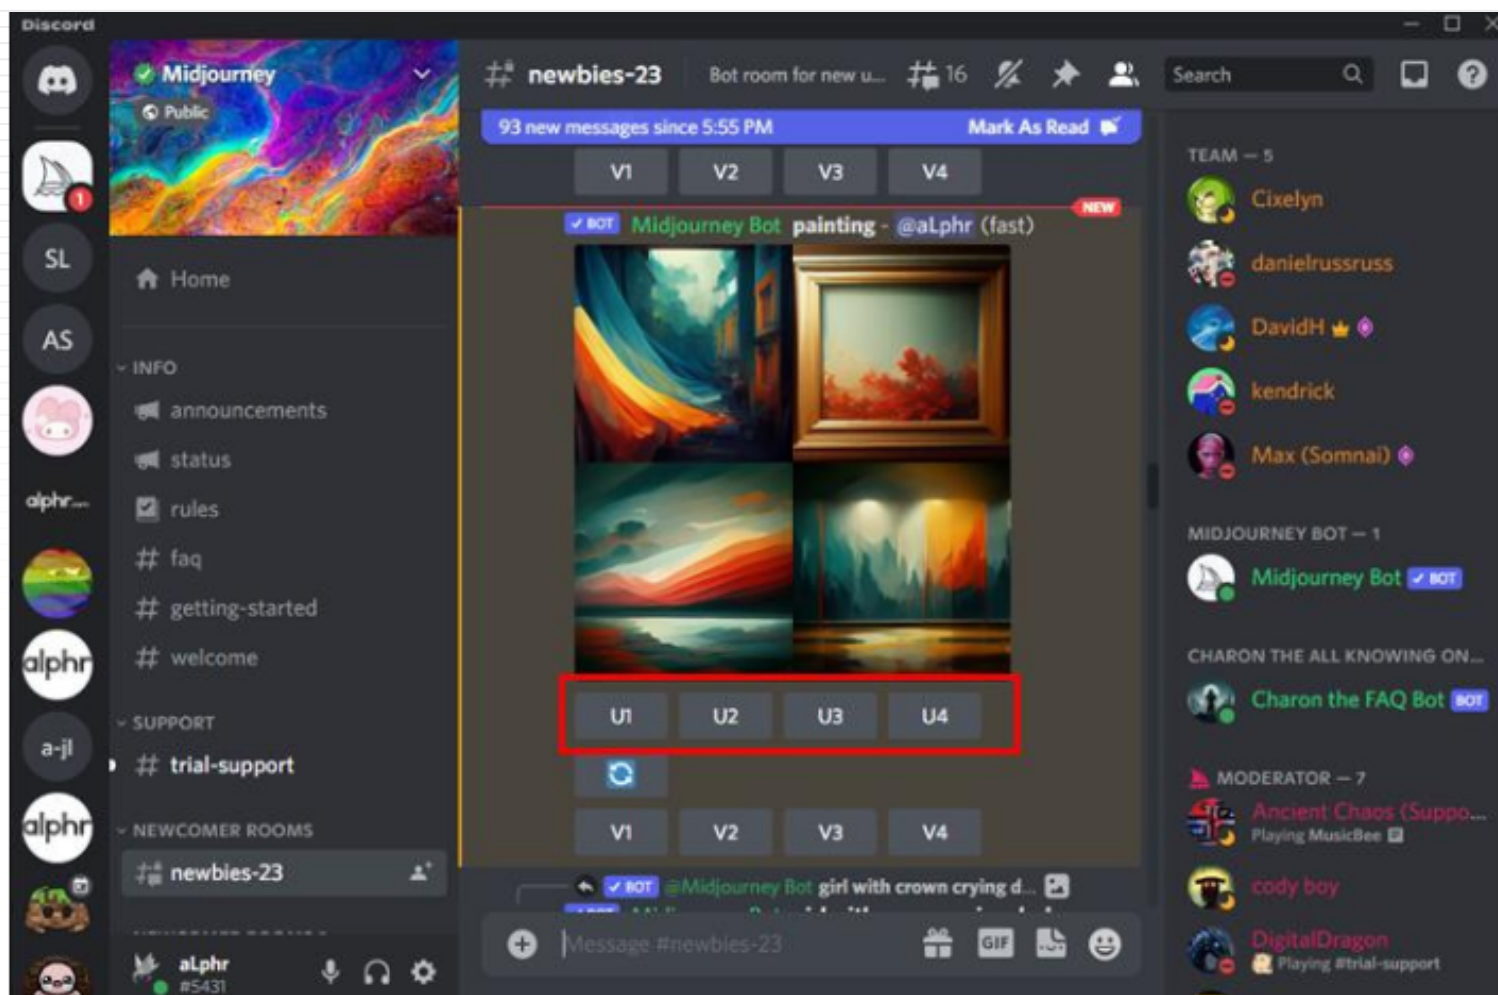 Discord
Midjourney
Public
Home
INFO
announcements
status
rules
faq
getting-started
welcome
SUPPORT
trial-support
NEWCOMER ROOMS
newbies-23
aLphr
#5431
SL
AS
alphr
alphr
a-jl
alphr
1
newbies-23
Bot room for new u...
16
Search
93 new messages since 5:55 PM
Mark As Read
V1 V2 V3 V4
NEW
BOT Midjourney Bot painting - @aLphr (fast)
U1 U2 U3 U4
V1 V2 V3 V4
BOT @Midjourney Bot girl with crown crying d...
Message #newbies-23
GIF
TEAM — 5
Cixelyn
danielrussruss
DavidH
kendrick
Max (Somnai)
MIDJOURNEY BOT — 1
Midjourney Bot BOT
CHARON THE ALL KNOWING ON...
Charon the FAQ Bot BOT
MODERATOR — 7
Ancient Chaos (Suppo...
Playing MusicBee
cody boy
DigitalDragon
Playing #trial-support